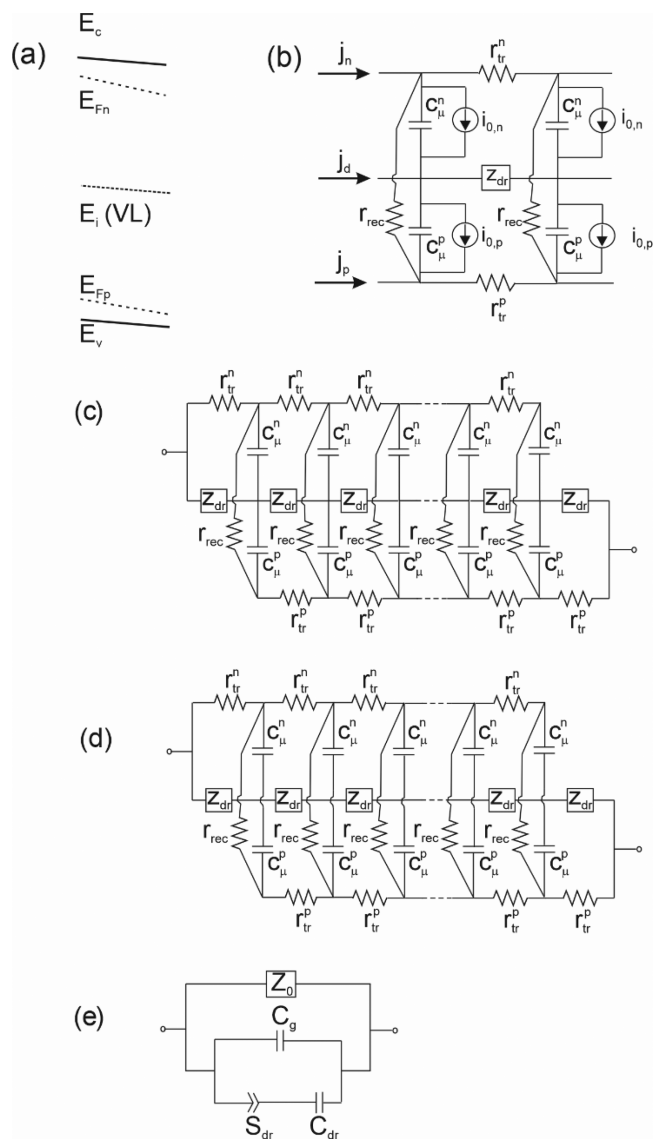 (a)
E_c
E_Fn
E_i (VL)
E_Fp
E_v
(b)
j_n
r_tr^n
c_μ^n
i_0,n
c_μ^n
i_0,n
j_d
z_dr
r_rec
c_μ^p
i_0,p
r_rec
c_μ^p
i_0,p
j_p
r_tr^p
(c)
r_tr^n r_tr^n r_tr^n r_tr^n
c_μ^n c_μ^n c_μ^n c_μ^n c_μ^n
z_dr z_dr z_dr z_dr z_dr
r_rec r_rec r_rec r_rec r_rec
c_μ^p c_μ^p c_μ^p c_μ^p c_μ^p
r_tr^p r_tr^p r_tr^p r_tr^p
(d)
r_tr^n r_tr^n r_tr^n r_tr^n
c_μ^n c_μ^n c_μ^n c_μ^n c_μ^n
z_dr z_dr z_dr z_dr z_dr
r_rec r_rec r_rec r_rec r_rec
c_μ^p c_μ^p c_μ^p c_μ^p c_μ^p
r_tr^p r_tr^p r_tr^p r_tr^p
(e)
Z_0
C_g
S_dr C_dr